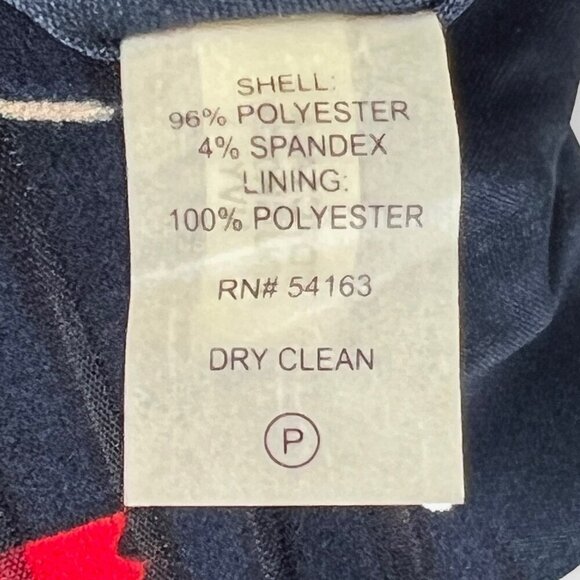 SHELL:
96% POLYESTER
4% SPANDEX
LINING:
100% POLYESTER
RN# 54163
DRY CLEAN
P